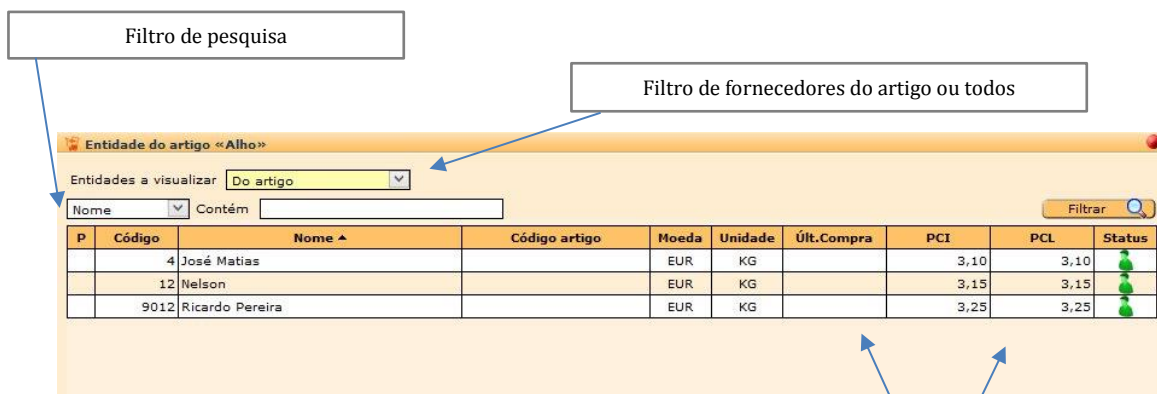 Filtro de pesquisa
Filtro de fornecedores do artigo ou todos
Entidade do artigo «Alho»
Entidades a visualizar Do artigo
Nome Contém Filtrar
P Código Nome Código artigo Moeda Unidade Últ.Compra PCI PCL Status
4 José Matias EUR KG 3,10 3,10
12 Nelson EUR KG 3,15 3,15
9012 Ricardo Pereira EUR KG 3,25 3,25